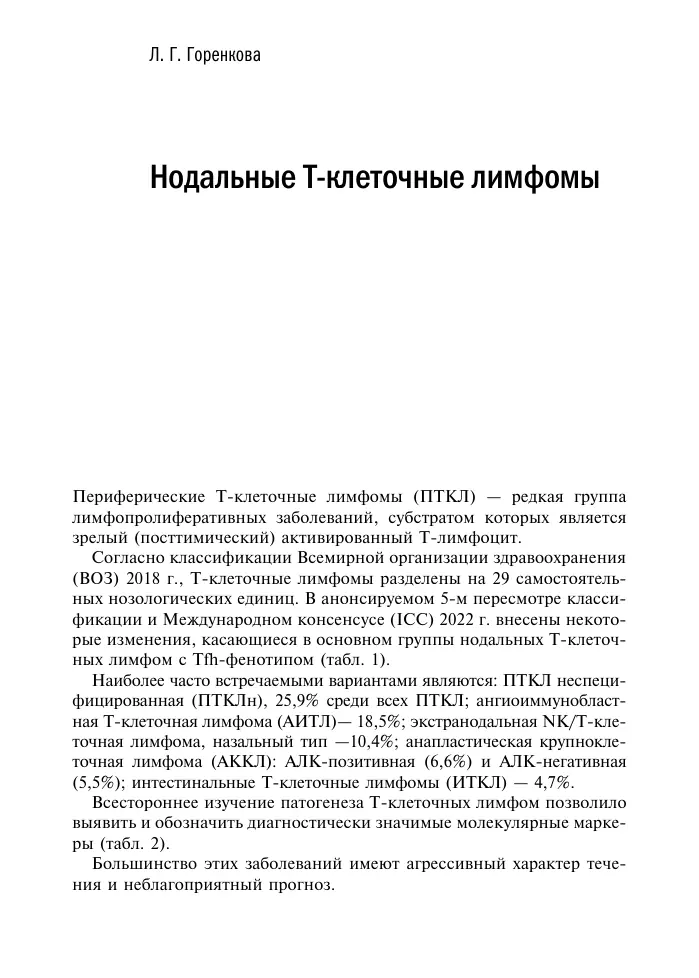 Л. Г. Горенкова
Нодальные Т-клеточные лимфомы
Периферические Т-клеточные лимфомы (ПТКЛ) — редкая группа
лимфопролиферативных заболеваний, субстратом которых является
зрелый (посттимический) активированный Т-лимфоцит.
Согласно классификации Всемирной организации здравоохранения
(ВОЗ) 2018 г., Т-клеточные лимфомы разделены на 29 самостоятель-
ных нозологических единиц. В анонсируемом 5-м пересмотре класси-
фикации и Международном консенсусе (ICC) 2022 г. внесены некото-
рые изменения, касающиеся в основном группы нодальных Т-клеточ-
ных лимфом с Tfh-фенотипом (табл. 1).
Наиболее часто встречаемыми вариантами являются: ПТКЛ неспеци-
фицированная (ПТКЛн), 25,9% среди всех ПТКЛ; ангиоиммунобласт-
ная Т-клеточная лимфома (АИТЛ)— 18,5%; экстранодальная NK/T-кле-
точная лимфома, назальный тип —10,4%; анапластическая крупнокле-
точная лимфома (АККЛ): АЛК-позитивная (6,6%) и АЛК-негативная
(5,5%); интестинальные Т-клеточные лимфомы (ИТКЛ) — 4,7%.
Всестороннее изучение патогенеза Т-клеточных лимфом позволило
выявить и обозначить диагностически значимые молекулярные марке-
ры (табл. 2).
Большинство этих заболеваний имеют агрессивный характер тече-
ния и неблагоприятный прогноз.